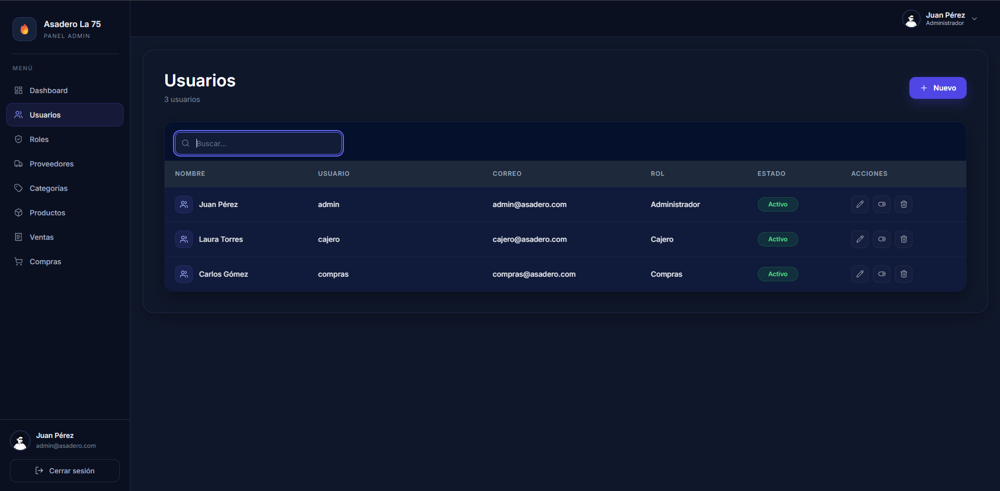 Asadero La 75
PANEL ADMIN
MENÚ
Dashboard
Usuarios
Roles
Proveedores
Categorías
Productos
Ventas
Compras
Juan Pérez
admin@asadero.com
Cerrar sesión
Juan Pérez
Administrador
Usuarios
3 usuarios
Nuevo
Buscar...
NOMBRE USUARIO CORREO ROL ESTADO ACCIONES
Juan Pérez admin admin@asadero.com Administrador Activo
Laura Torres cajero cajero@asadero.com Cajero Activo
Carlos Gómez compras compras@asadero.com Compras Activo